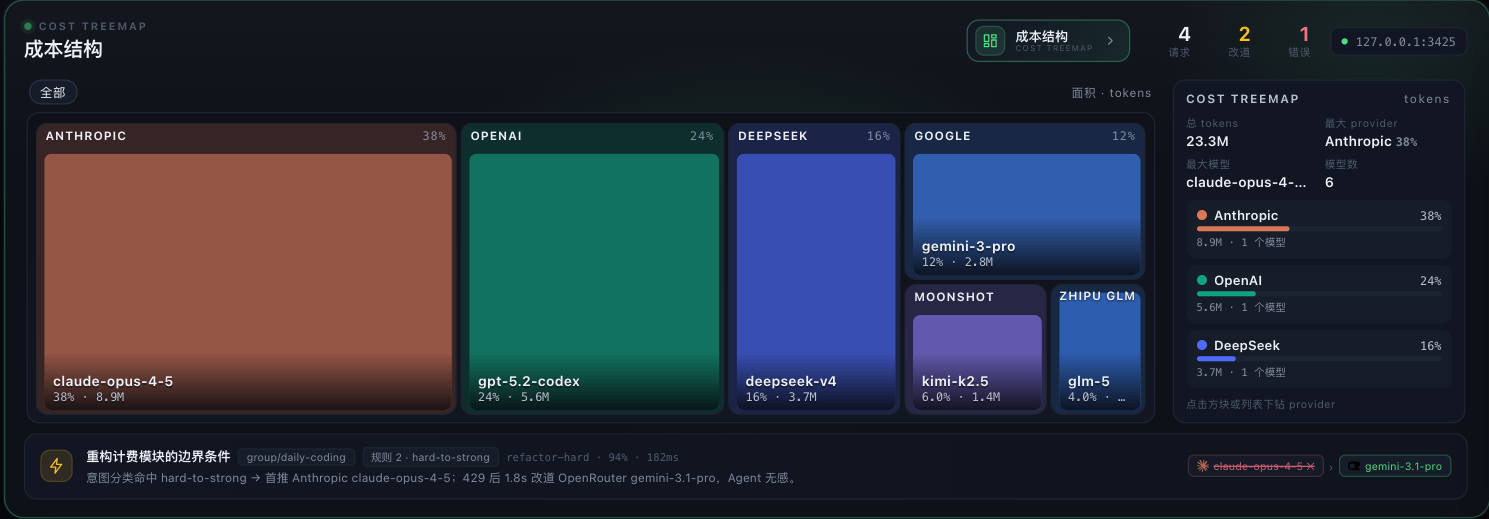 COST TREEMAP
成本结构
成本结构
COST TREEMAP
4
请求
2
改道
1
错误
127.0.0.1:3425
全部
面积 · tokens
ANTHROPIC 38%
claude-opus-4-5
38% · 8.9M
OPENAI 24%
gpt-5.2-codex
24% · 5.6M
DEEPSEEK 16%
deepseek-v4
16% · 3.7M
GOOGLE 12%
gemini-3-pro
12% · 2.8M
MOONSHOT
kimi-k2.5
6.0% · 1.4M
ZHIPU GLM
glm-5
4.0% · …
COST TREEMAP tokens
总 tokens
23.3M
最大 provider
Anthropic 38%
最大模型
claude-opus-4-…
模型数
6
Anthropic 38%
8.9M · 1 个模型
OpenAI 24%
5.6M · 1 个模型
DeepSeek 16%
3.7M · 1 个模型
点击方块或列表下钻 provider
重构计费模块的边界条件 group/daily-coding 规则 2 · hard-to-strong refactor-hard · 94% · 182ms
意图分类命中 hard-to-strong → 首推 Anthropic claude-opus-4-5；429 后 1.8s 改道 OpenRouter gemini-3.1-pro，Agent 无感。
claude-opus-4-5 ✕ › gemini-3.1-pro